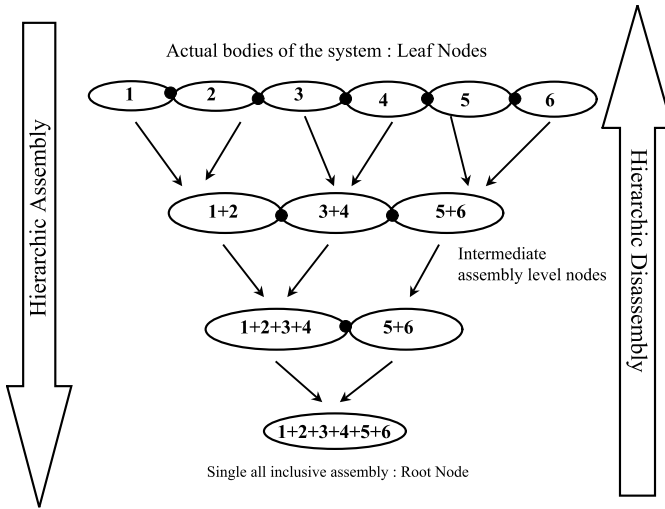 Actual bodies of the system : Leaf Nodes
1 2 3 4 5 6
1+2 3+4 5+6
Intermediate
assembly level nodes
1+2+3+4 5+6
1+2+3+4+5+6
Single all inclusive assembly : Root Node
Hierarchic Assembly
Hierarchic Disassembly